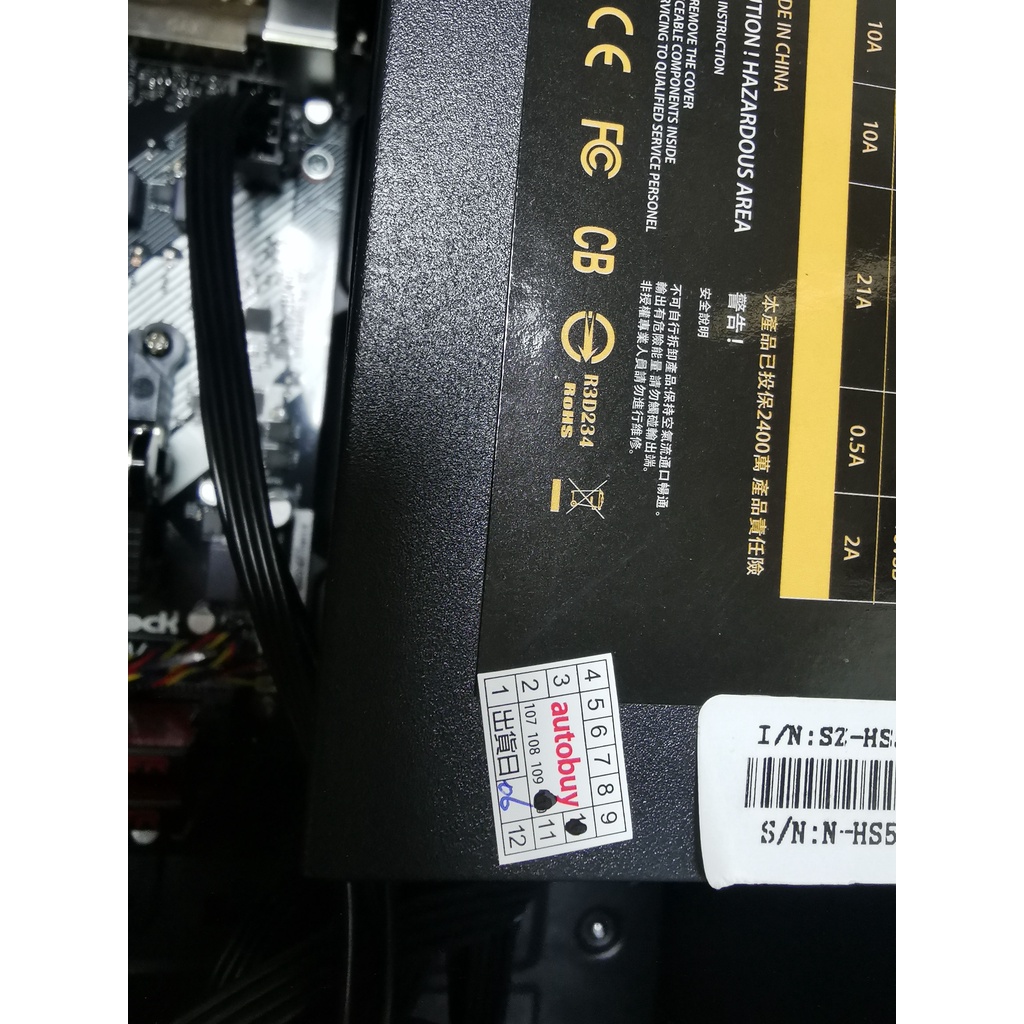 10A
10A
21A
0.5A
2A
DE IN CHINA
本產品已投保2400萬 產品責任險
TION ! HAZARDOUS AREA
警告!
INSTRUCTION
安全說明
REMOVE THE COVER
CEABLE COMPONENTS INSIDE
RVICING TO QUALIFIED SERVICE PERSONEL
不可自行拆卸產品:保持空氣流通口暢通。
輸出有危險能量 請勿觸碰輸出端。
非授權專業人員請勿進行維修。
CE FC CB
R3D234
RoHS
ock
4 5 6 7 8 9
3 autobuy
2 107 108 109 11
1 出貨日 06 12
I/N:SZ-HS
S/N:N-HS5